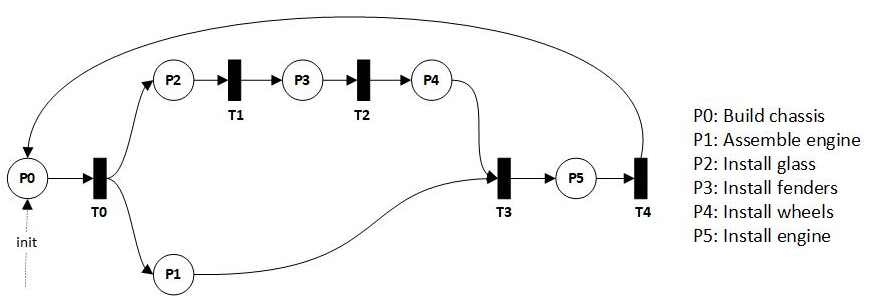 P2
T1
P3
T2
P4
P0
T0
T3
P5
T4
init
P1
P0: Build chassis
P1: Assemble engine
P2: Install glass
P3: Install fenders
P4: Install wheels
P5: Install engine